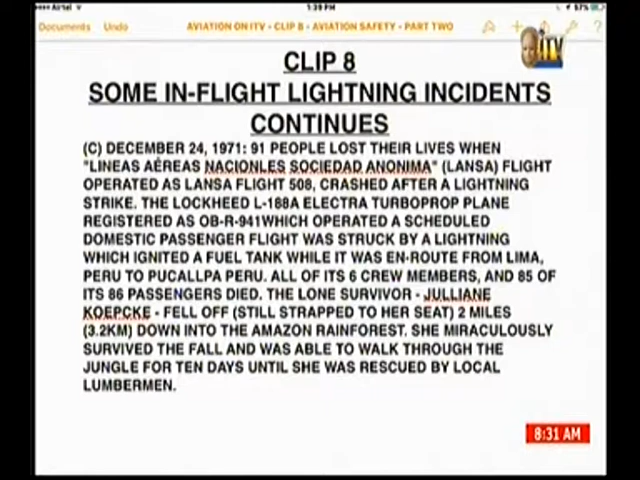 Airtel
1:39 PM
57%
Documents Undo AVIATION ON ITV - CLIP 8 - AVIATION SAFETY - PART TWO
iTV
CLIP 8
SOME IN-FLIGHT LIGHTNING INCIDENTS
CONTINUES
(C) DECEMBER 24, 1971: 91 PEOPLE LOST THEIR LIVES WHEN
"LINEAS AÉREAS NACIONLES SOCIEDAD ANONIMA" (LANSA) FLIGHT
OPERATED AS LANSA FLIGHT 508, CRASHED AFTER A LIGHTNING
STRIKE. THE LOCKHEED L-188A ELECTRA TURBOPROP PLANE
REGISTERED AS OB-R-941WHICH OPERATED A SCHEDULED
DOMESTIC PASSENGER FLIGHT WAS STRUCK BY A LIGHTNING
WHICH IGNITED A FUEL TANK WHILE IT WAS EN-ROUTE FROM LIMA,
PERU TO PUCALLPA PERU. ALL OF ITS 6 CREW MEMBERS, AND 85 OF
ITS 86 PASSENGERS DIED. THE LONE SURVIVOR - JULLIANE
KOEPCKE - FELL OFF (STILL STRAPPED TO HER SEAT) 2 MILES
(3.2KM) DOWN INTO THE AMAZON RAINFOREST. SHE MIRACULOUSLY
SURVIVED THE FALL AND WAS ABLE TO WALK THROUGH THE
JUNGLE FOR TEN DAYS UNTIL SHE WAS RESCUED BY LOCAL
LUMBERMEN.
8:31 AM